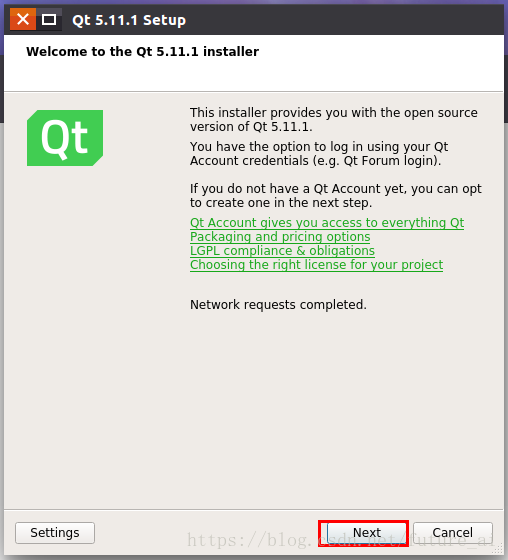 Qt 5.11.1 Setup
Welcome to the Qt 5.11.1 installer
Qt
This installer provides you with the open source
version of Qt 5.11.1.
You have the option to log in using your Qt
Account credentials (e.g. Qt Forum login).
If you do not have a Qt Account yet, you can opt
to create one in the next step.
Qt Account gives you access to everything Qt
Packaging and pricing options
LGPL compliance & obligations
Choosing the right license for your project
Network requests completed.
Settings
Next
Cancel
https://blog.csdn.net/future_ai